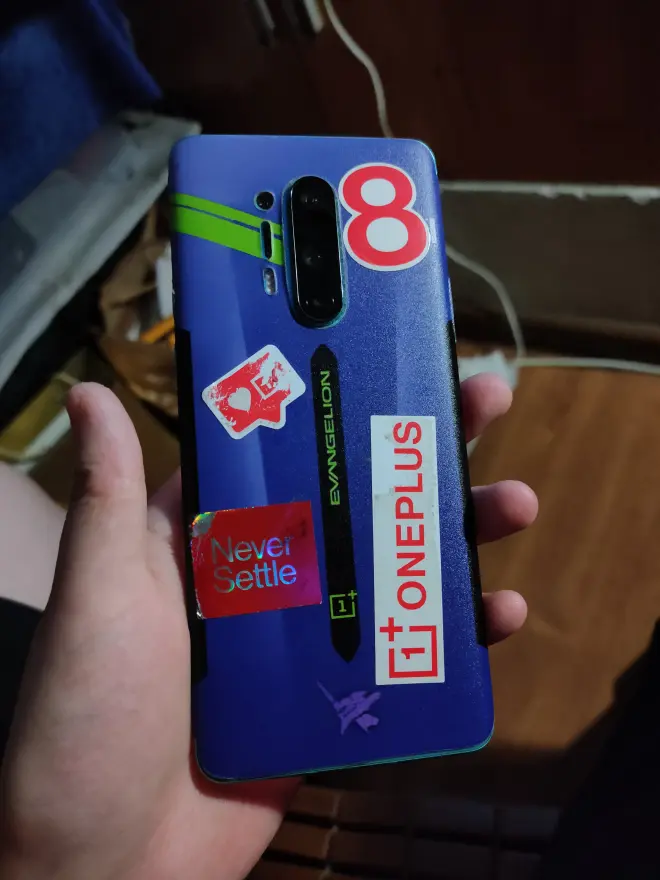 8
EVANGELION
1+
Never
Settle
1+ ONEPLUS